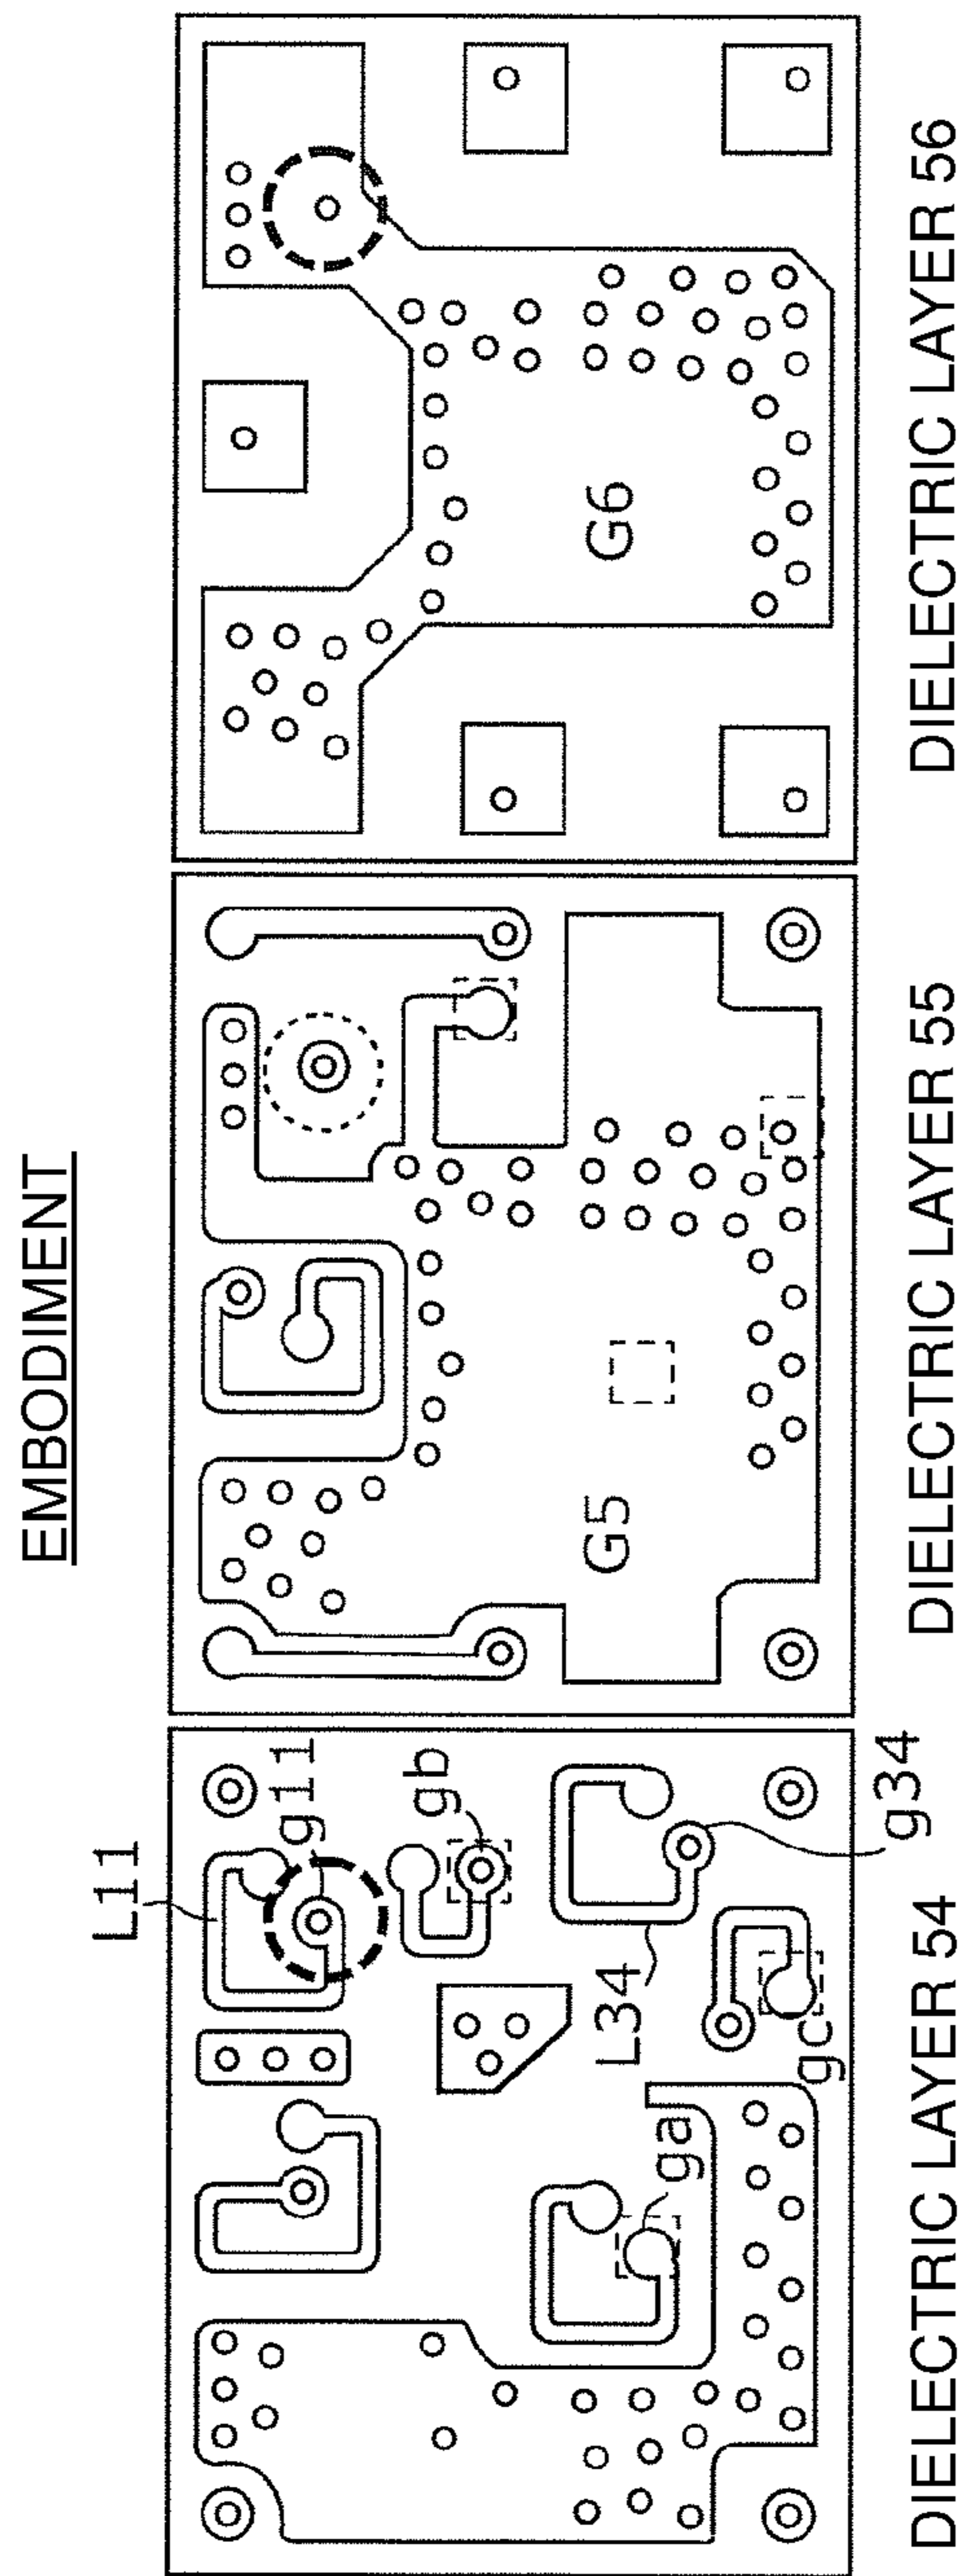 EMBODIMENT
L11
g11
gb
L34
g34
ga
gc
DIELECTRIC LAYER 54
G5
DIELECTRIC LAYER 55
G6
DIELECTRIC LAYER 56